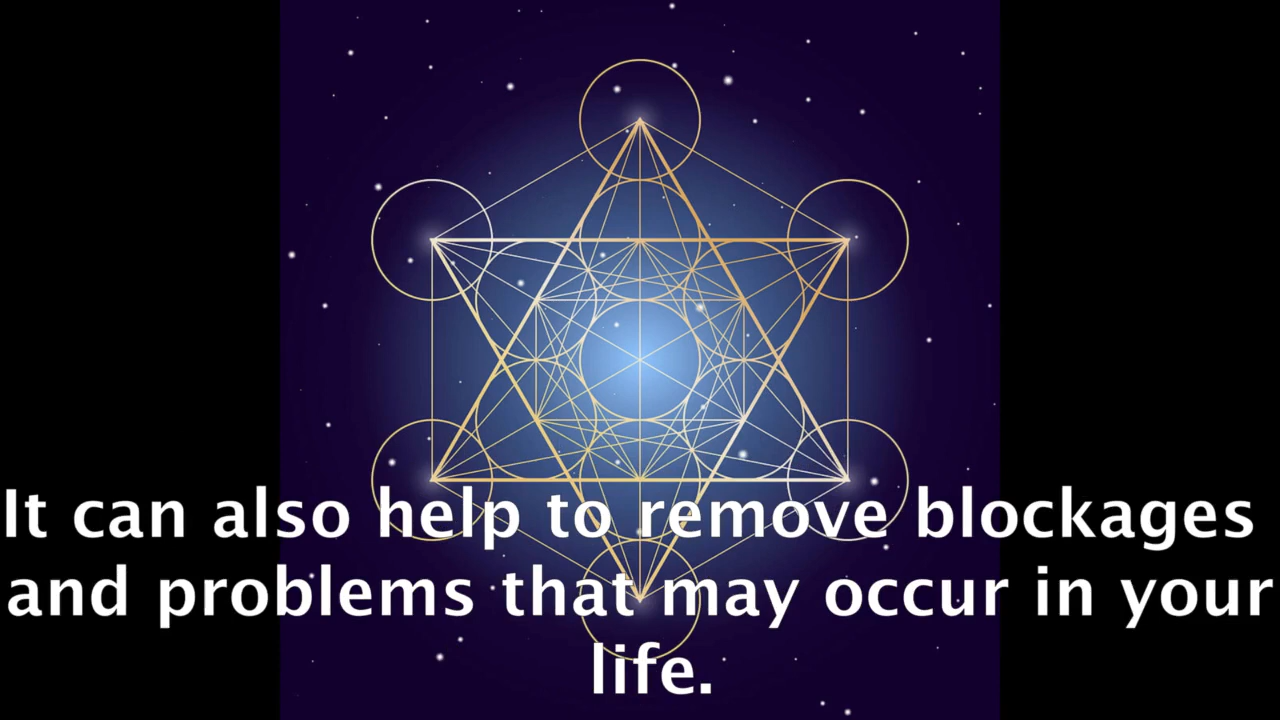 It can also help to remove blockages
and problems that may occur in your
life.